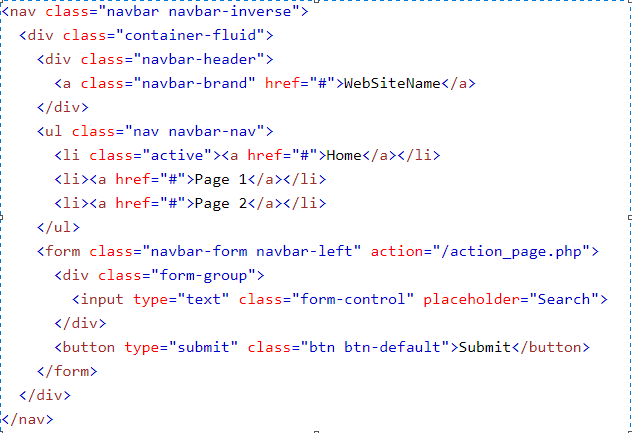 <nav class="navbar navbar-inverse">
  <div class="container-fluid">
    <div class="navbar-header">
      <a class="navbar-brand" href="#">WebSiteName</a>
    </div>
    <ul class="nav navbar-nav">
      <li class="active"><a href="#">Home</a></li>
      <li><a href="#">Page 1</a></li>
      <li><a href="#">Page 2</a></li>
    </ul>
    <form class="navbar-form navbar-left" action="/action_page.php">
      <div class="form-group">
        <input type="text" class="form-control" placeholder="Search">
      </div>
      <button type="submit" class="btn btn-default">Submit</button>
    </form>
  </div>
</nav>